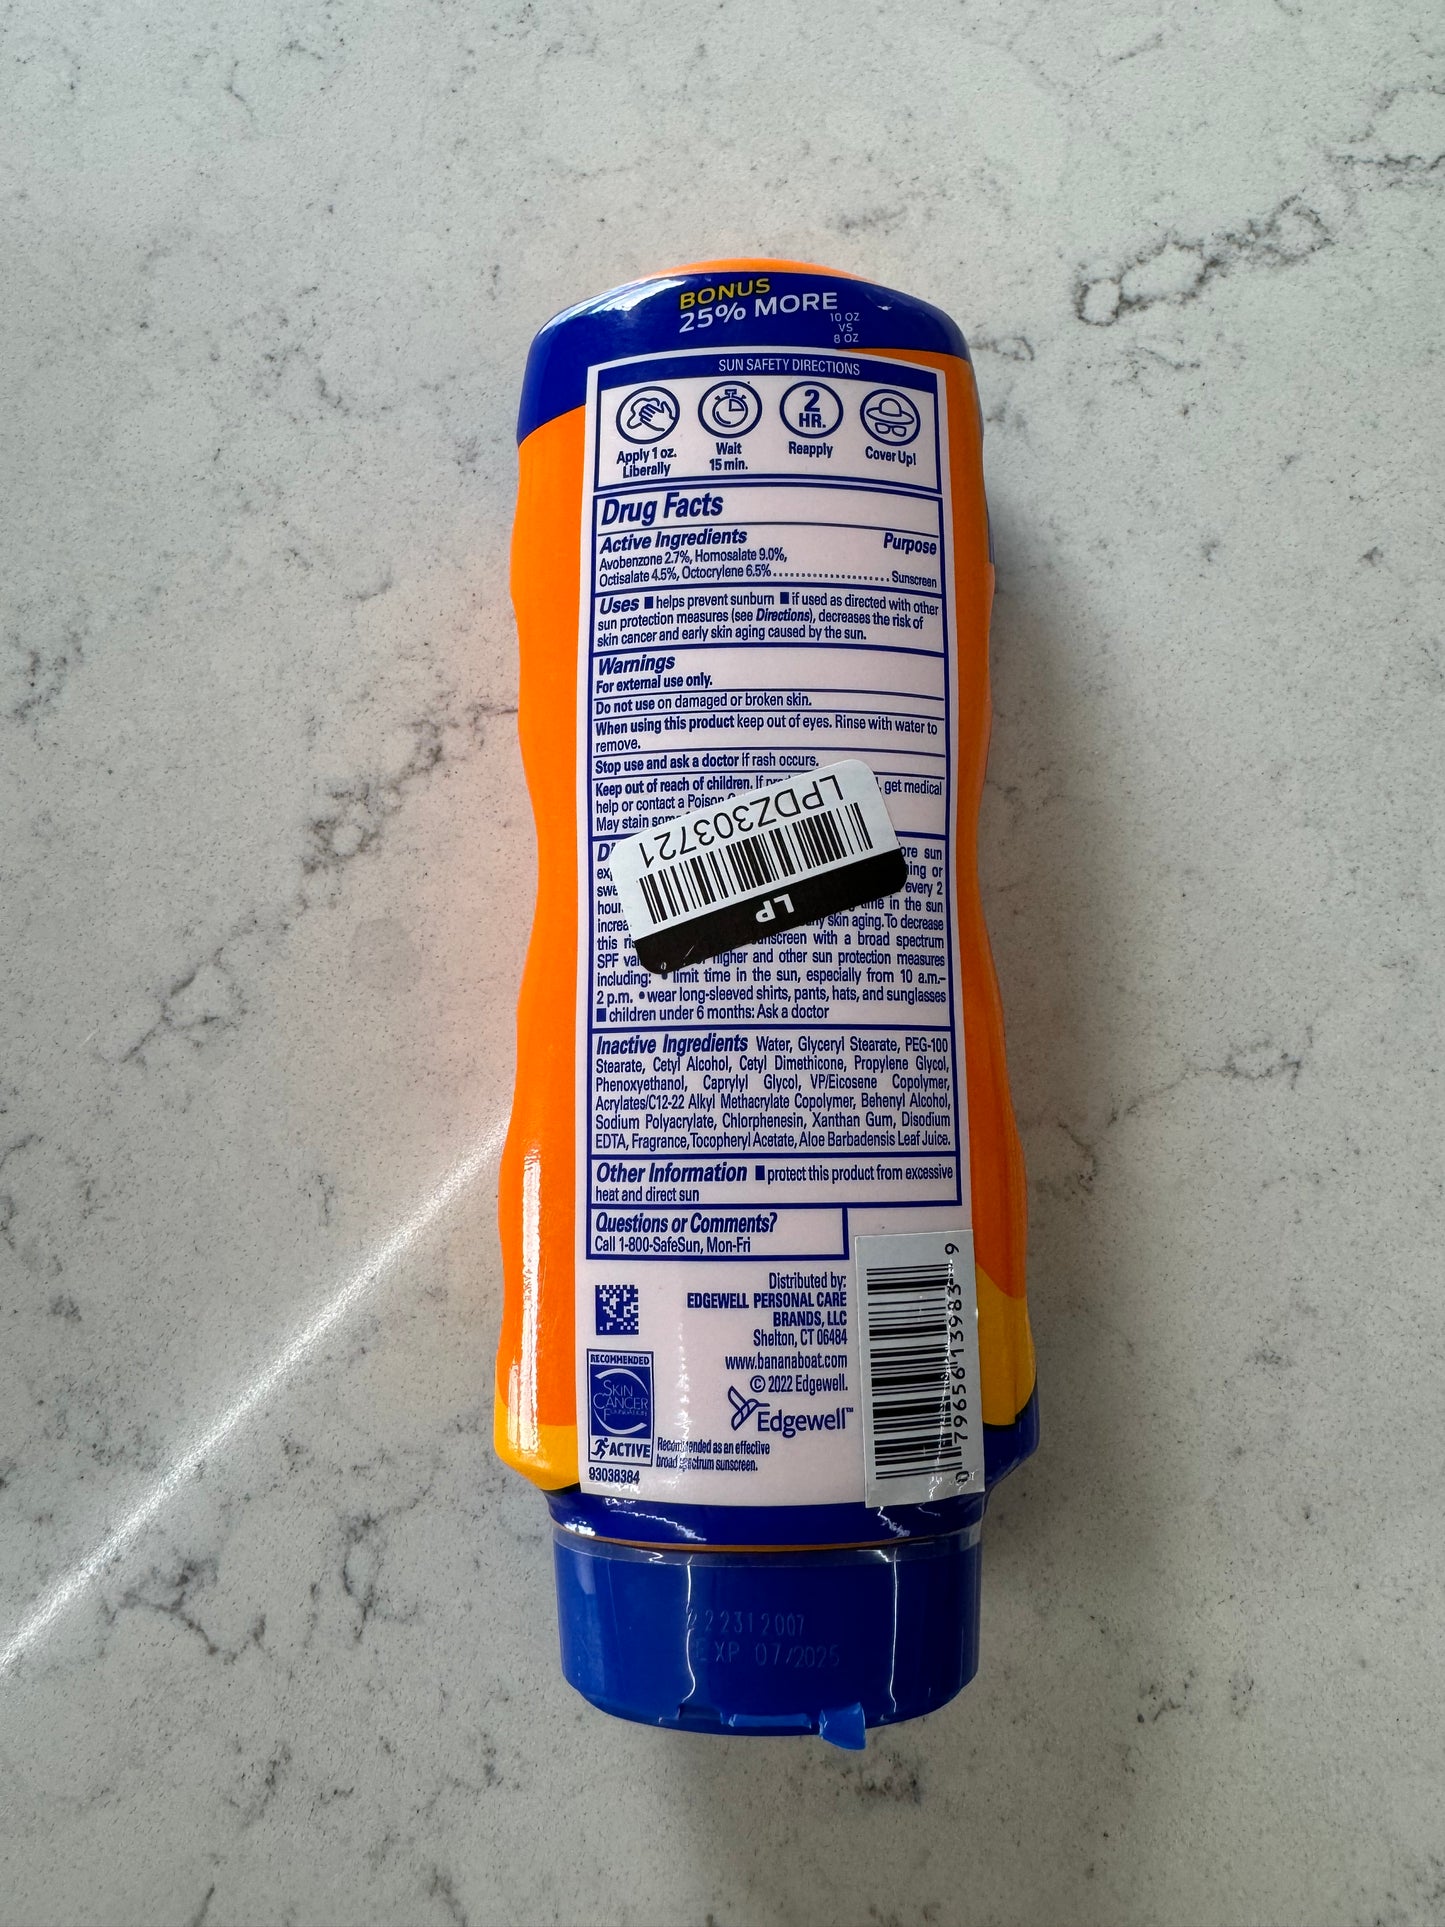 BONUS
25% MORE
10 OZ
VS
8 OZ
SUN SAFETY DIRECTIONS
Apply 1 oz.
Liberally
Wait
15 min.
2
HR.
Reapply
Cover Up!
Drug Facts
Active Ingredients Purpose
Avobenzone 2.7%, Homosalate 9.0%,
Octisalate 4.5%, Octocrylene 6.5%.....................Sunscreen
Uses ■ helps prevent sunburn ■ if used as directed with other
sun protection measures (see Directions), decreases the risk of
skin cancer and early skin aging caused by the sun.
Warnings
For external use only.
Do not use on damaged or broken skin.
When using this product keep out of eyes. Rinse with water to
remove.
Stop use and ask a doctor if rash occurs.
Keep out of reach of children. If get medical
help or contact a Poison
May stain
LPDZ303721
LP
sun
or
every 2
in the sun
skin aging. To decrease
this with a broad spectrum
SPF higher and other sun protection measures
including: • limit time in the sun, especially from 10 a.m.–
2 p.m. • wear long-sleeved shirts, pants, hats, and sunglasses
■ children under 6 months: Ask a doctor
Inactive Ingredients Water, Glyceryl Stearate, PEG-100
Stearate, Cetyl Alcohol, Cetyl Dimethicone, Propylene Glycol,
Phenoxyethanol, Caprylyl Glycol, VP/Eicosene Copolymer,
Acrylates/C12-22 Alkyl Methacrylate Copolymer, Behenyl Alcohol,
Sodium Polyacrylate, Chlorphenesin, Xanthan Gum, Disodium
EDTA, Fragrance, Tocopheryl Acetate, Aloe Barbadensis Leaf Juice.
Other Information ■ protect this product from excessive
heat and direct sun
Questions or Comments?
Call 1-800-SafeSun, Mon-Fri
Distributed by:
EDGEWELL PERSONAL CARE
BRANDS, LLC
Shelton, CT 06484
www.bananaboat.com
© 2022 Edgewell.
Edgewell™
RECOMMENDED
SKIN
CANCER
FOUNDATION
ACTIVE
Recommended as an effective
broad spectrum sunscreen.
93038384
0 79656 13983 9
222312007
EXP 07/2025